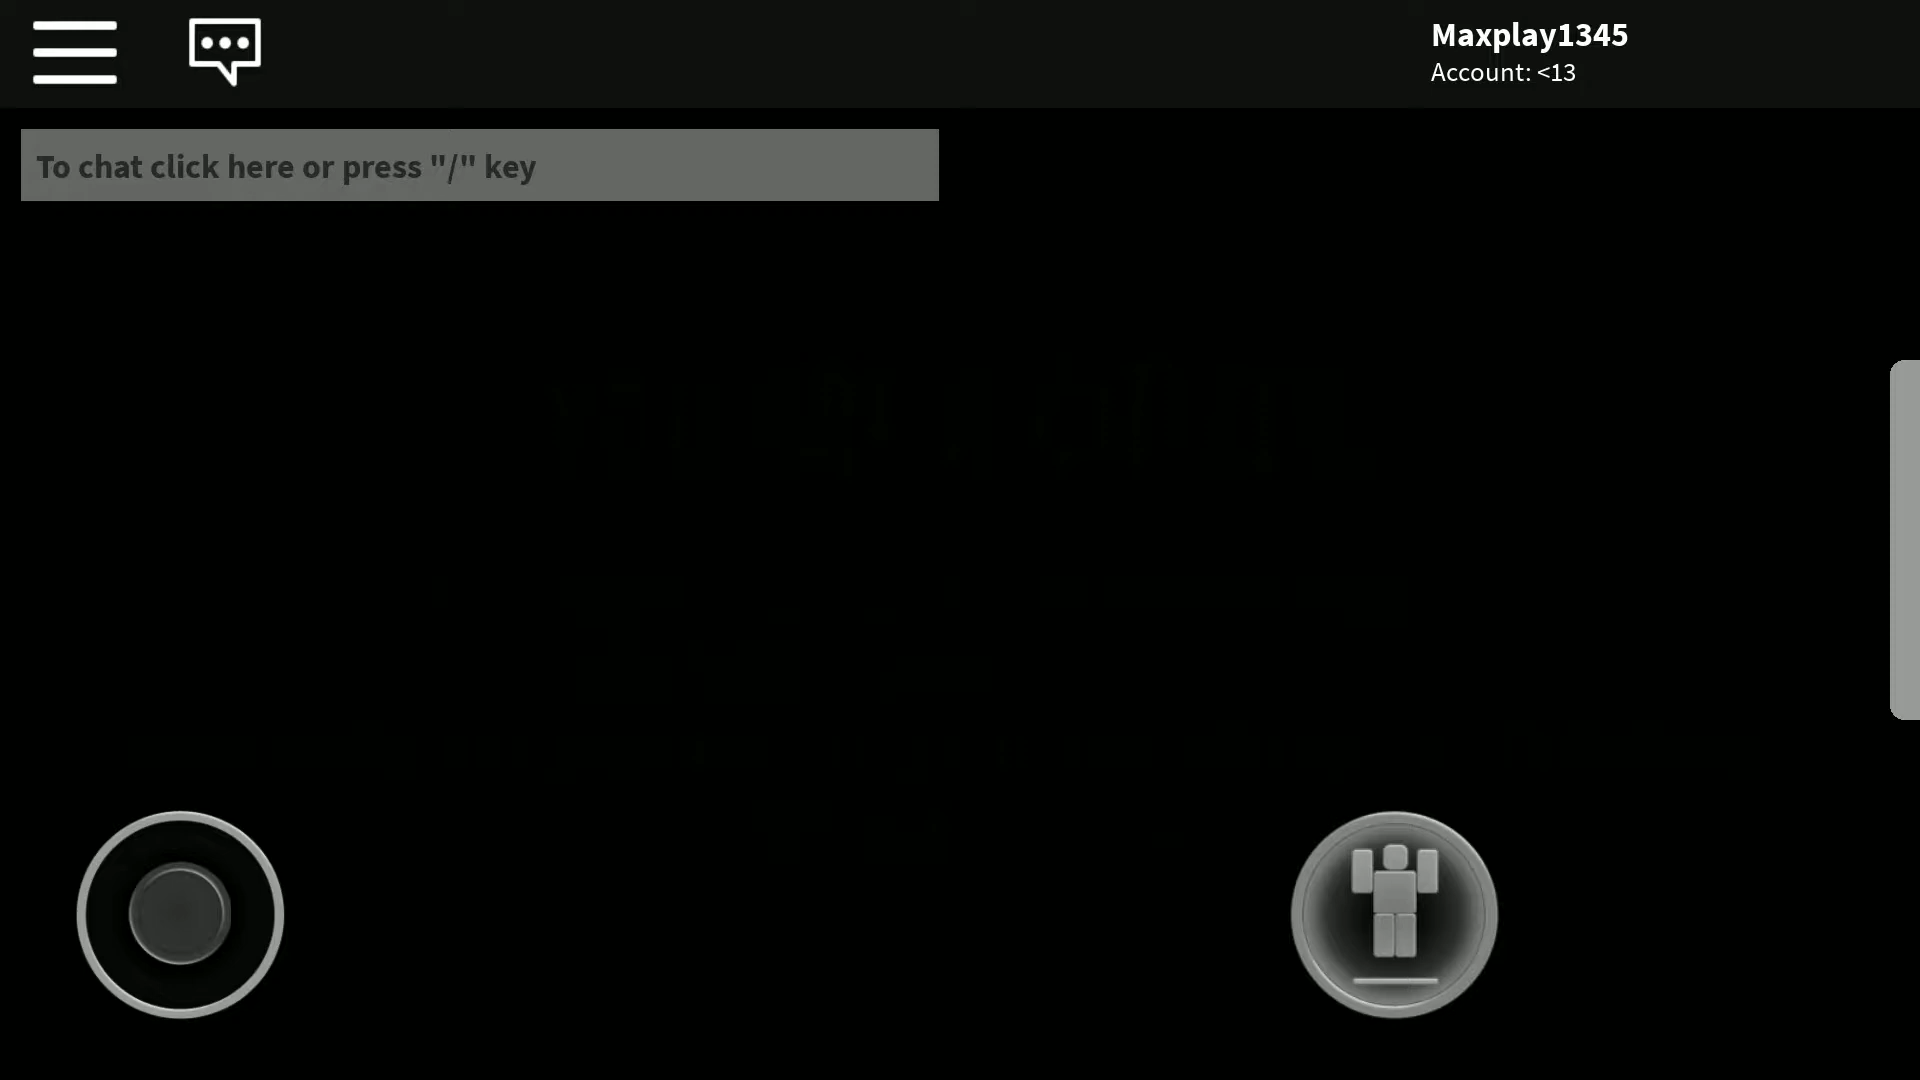 Maxplay1345
Account: <13
To chat click here or press "/" key